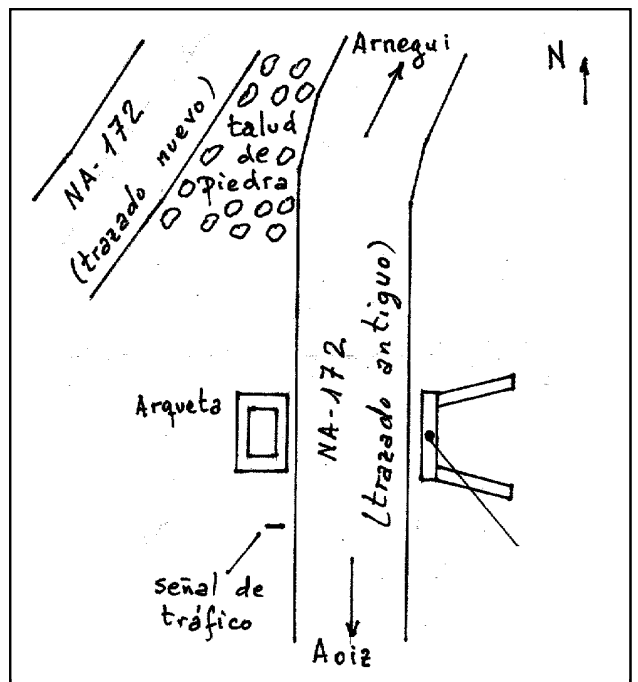 Arnegui
N
NA-172
(trazado nuevo)
talud
de
piedra
NA-172
(trazado antiguo)
Arqueta
señal de
tráfico
Aoiz